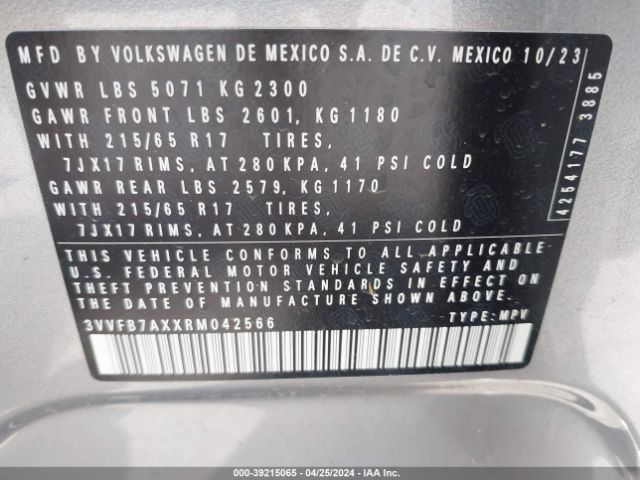 MFD BY VOLKSWAGEN DE MEXICO S.A. DE C.V. MEXICO 10/23
GVWR LBS 5071 KG 2300
GAWR FRONT LBS 2601, KG 1180
WITH 215/65 R17 TIRES,
7JX17 RIMS, AT 280 KPA, 41 PSI COLD
GAWR REAR LBS 2579, KG 1170
WITH 215/65 R17 TIRES,
7JX17 RIMS, AT 280 KPA, 41 PSI COLD
THIS VEHICLE CONFORMS TO ALL APPLICABLE
U.S. FEDERAL MOTOR VEHICLE SAFETY AND
THEFT PREVENTION STANDARDS IN EFFECT ON
THE DATE OF MANUFACTURE SHOWN ABOVE.
3VVFB7AXXRM042566 TYPE: MPV
4254177 3885
000-39215065 - 04/25/2024 - IAA Inc.